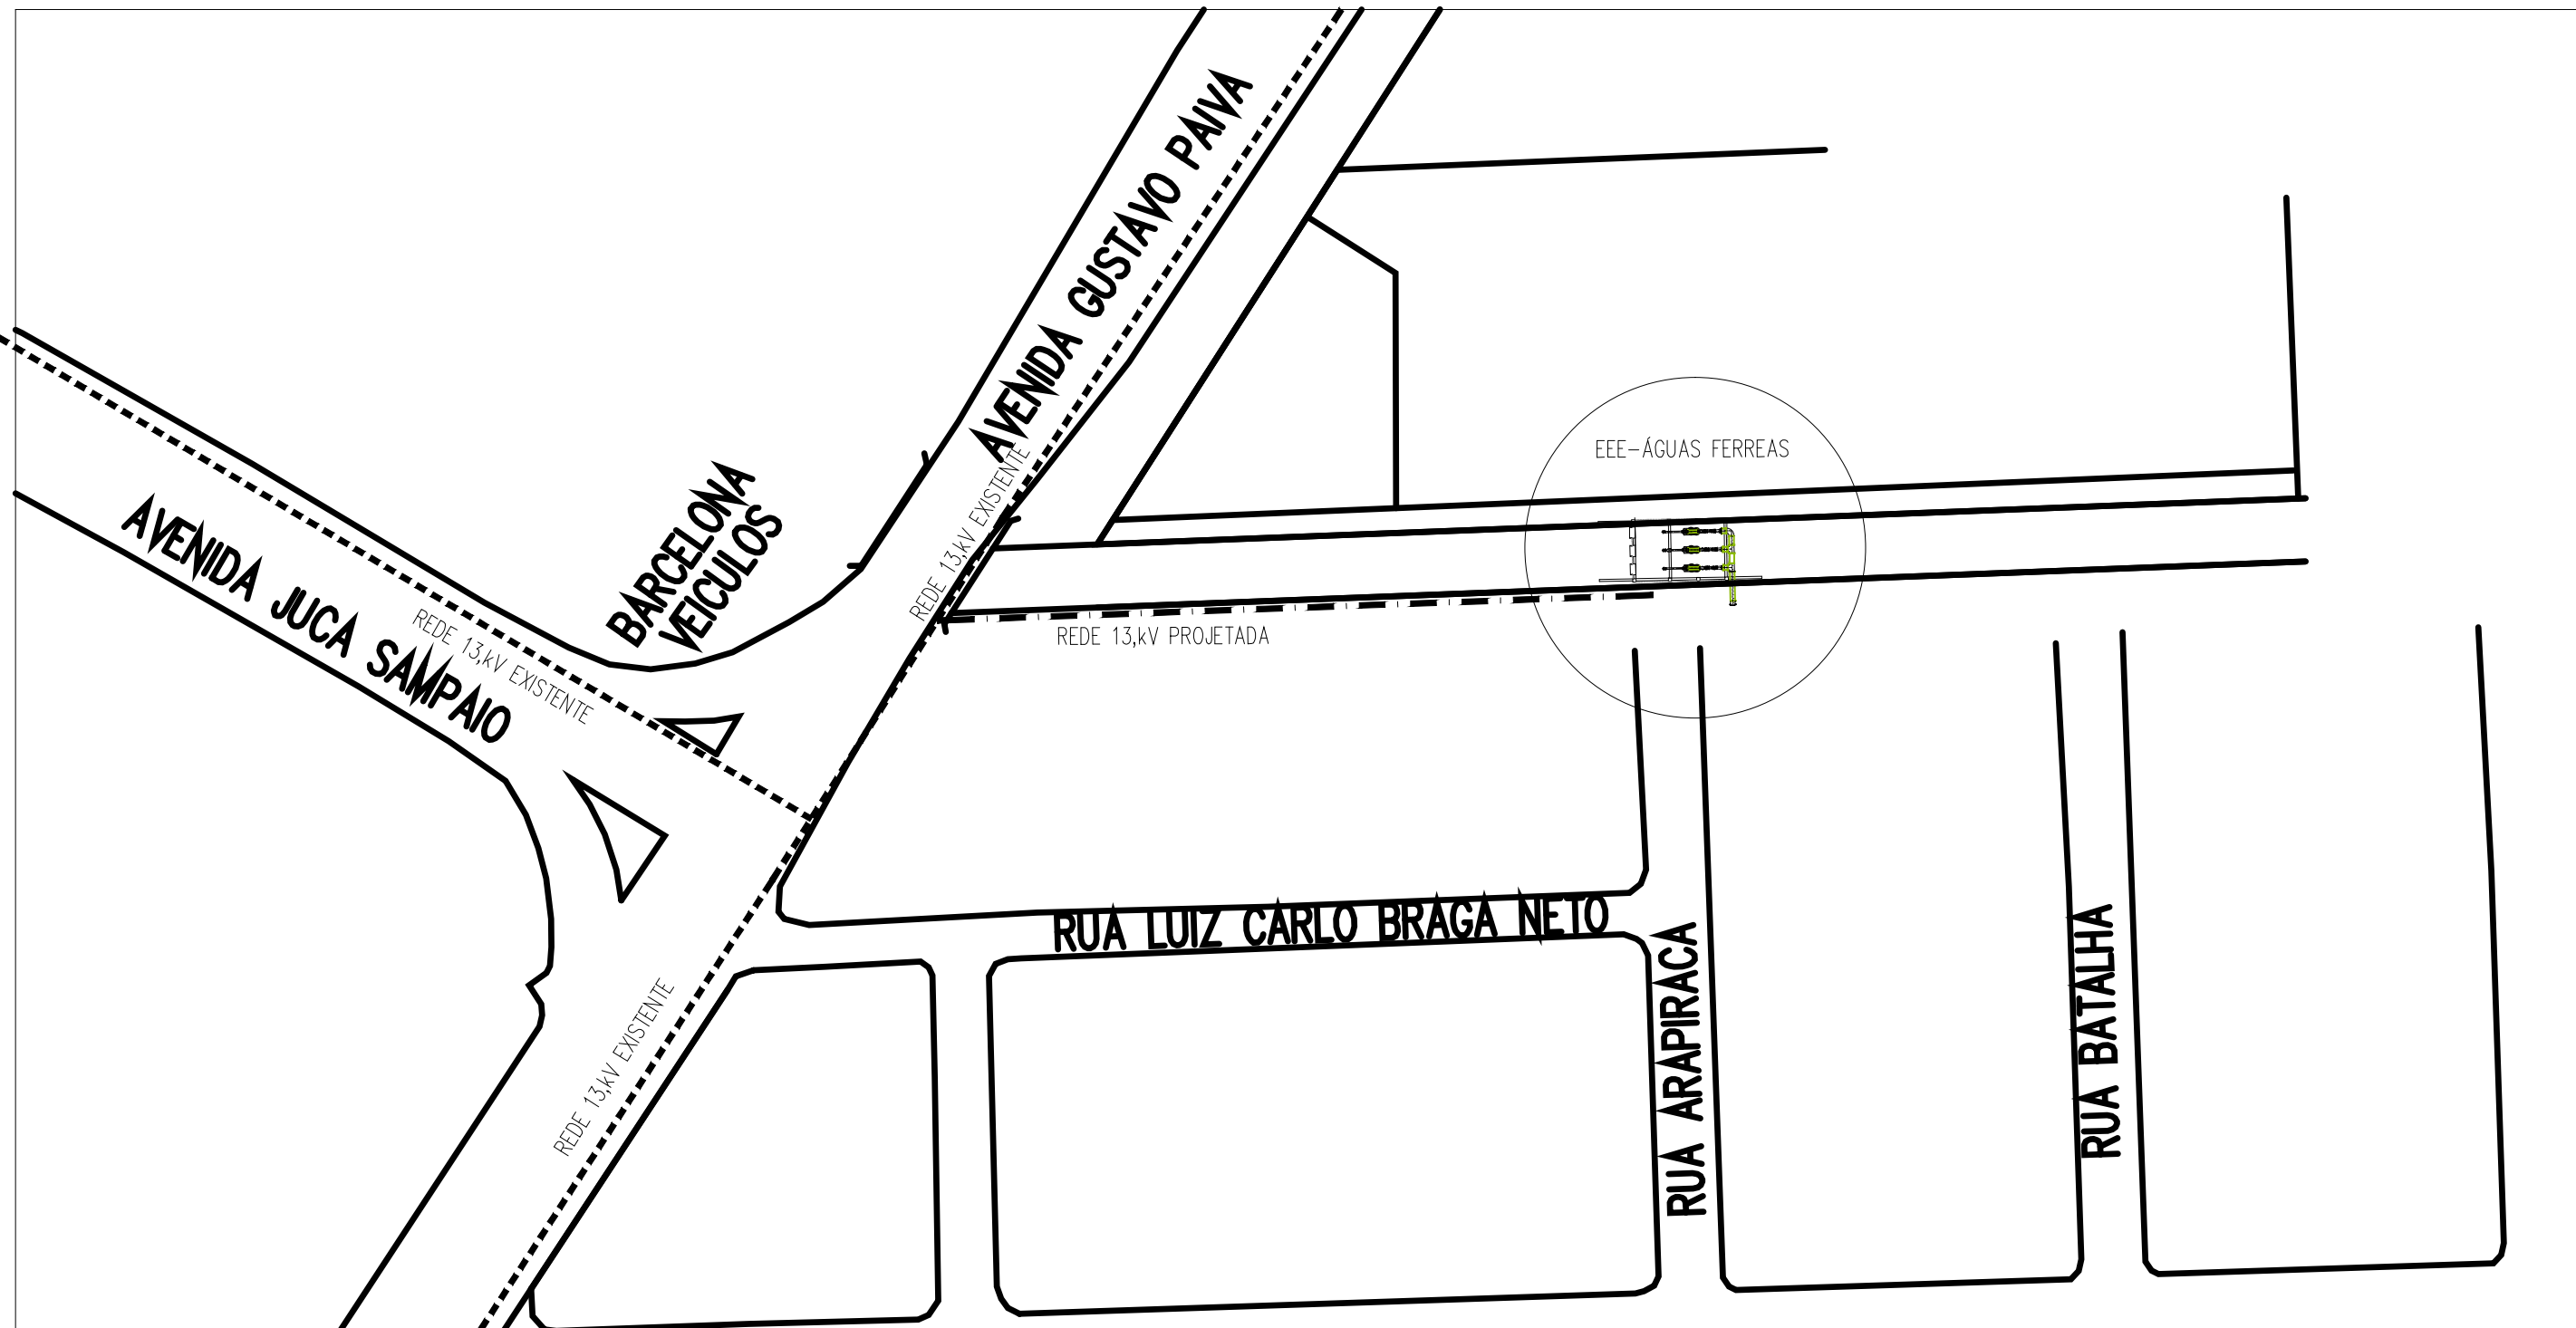 AVENIDA GUSTAVO PAIVA
EEE-ÁGUAS FERREAS
BARCELONA
VEICULOS
REDE 13,kV EXISTENTE
AVENIDA JUCA SAMPAIO
REDE 13,kV EXISTENTE
REDE 13,kV PROJETADA
RUA LUIZ CARLO BRAGA NETO
RUA ARAPIRACA
RUA BATALHA
REDE 13,kV EXISTENTE